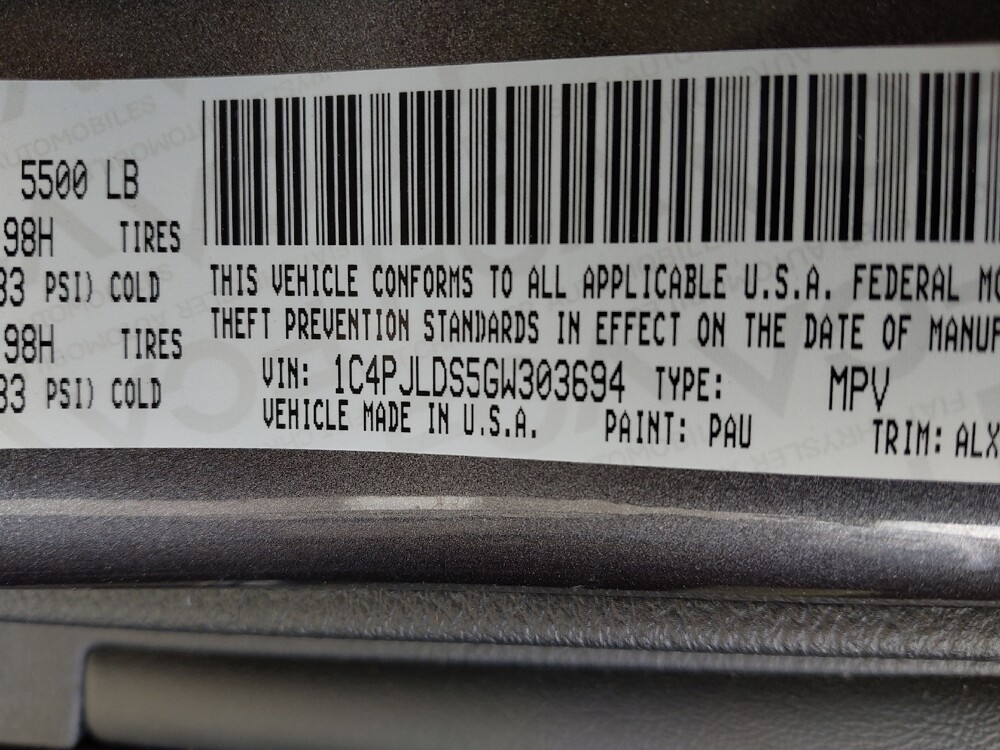 5500 LB
98H TIRES
33 PSI) COLD
98H TIRES
33 PSI) COLD
THIS VEHICLE CONFORMS TO ALL APPLICABLE U.S.A. FEDERAL MO
THEFT PREVENTION STANDARDS IN EFFECT ON THE DATE OF MANUF
VIN: 1C4PJLDS5GW303694 TYPE: MPV
VEHICLE MADE IN U.S.A. PAINT: PAU TRIM: ALX